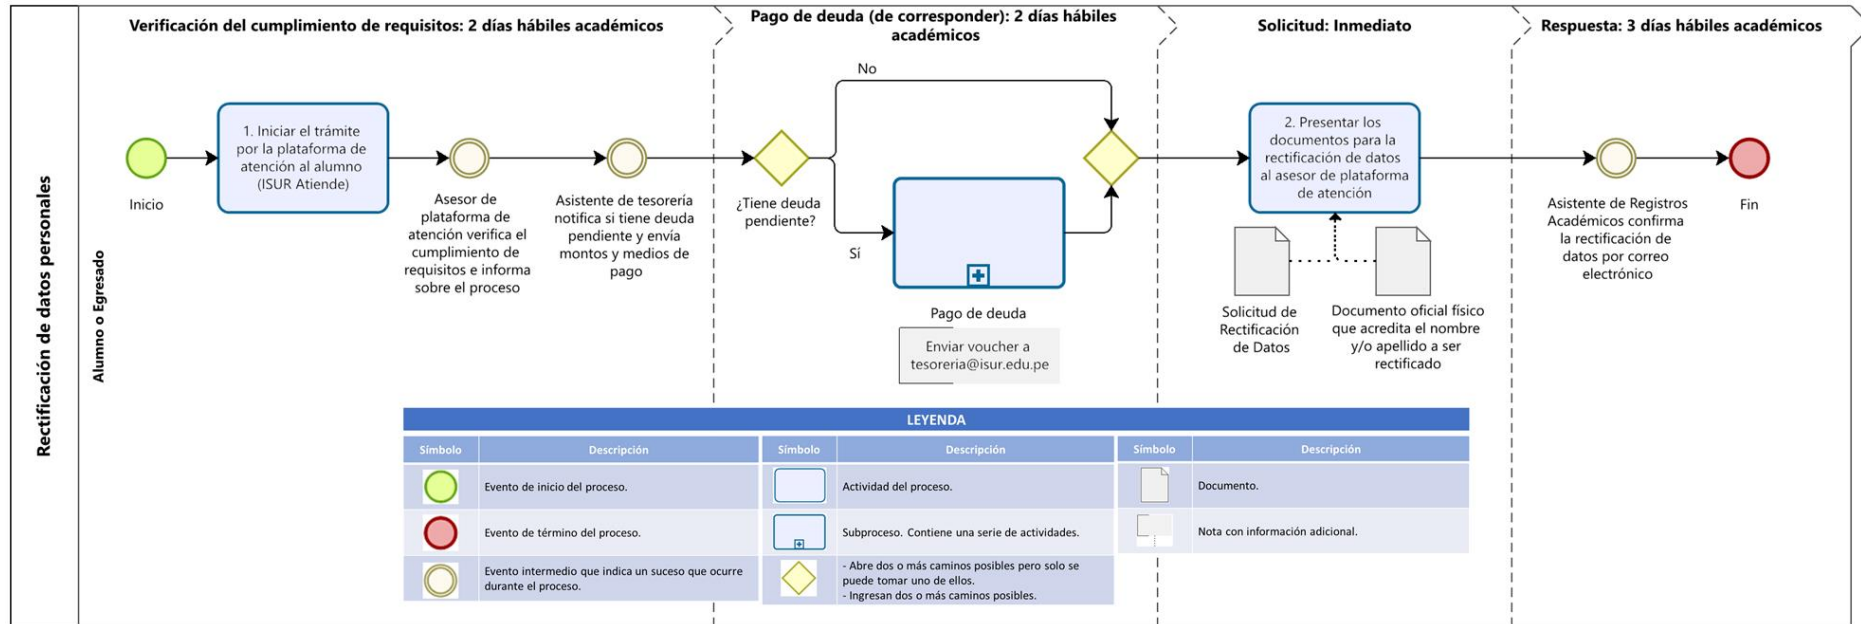 Rectificación de datos personales
Alumno o Egresado
Verificación del cumplimiento de requisitos: 2 días hábiles académicos
Pago de deuda (de corresponder): 2 días hábiles
académicos
Solicitud: Inmediato
Respuesta: 3 días hábiles académicos
Inicio
1. Iniciar el trámite
por la plataforma de
atención al alumno
(ISUR Atiende)
Asesor de
plataforma de
atención verifica el
cumplimiento de
requisitos e informa
sobre el proceso
Asistente de tesorería
notifica si tiene deuda
pendiente y envía
montos y medios de
pago
¿Tiene deuda
pendiente?
No
Sí
Pago de deuda
Enviar voucher a
tesoreria@isur.edu.pe
2. Presentar los
documentos para la
rectificación de datos
al asesor de plataforma
de atención
Solicitud de
Rectificación
de Datos
Documento oficial físico
que acredita el nombre
y/o apellido a ser
rectificado
Asistente de Registros
Académicos confirma
la rectificación de
datos por correo
electrónico
Fin
LEYENDA
Símbolo
Descripción
Evento de inicio del proceso.
Evento de término del proceso.
Evento intermedio que indica un suceso que ocurre
durante el proceso.
Símbolo
Descripción
Actividad del proceso.
Subproceso. Contiene una serie de actividades.
- Abre dos o más caminos posibles pero solo se
puede tomar uno de ellos.
- Ingresan dos o más caminos posibles.
Símbolo
Descripción
Documento.
Nota con información adicional.